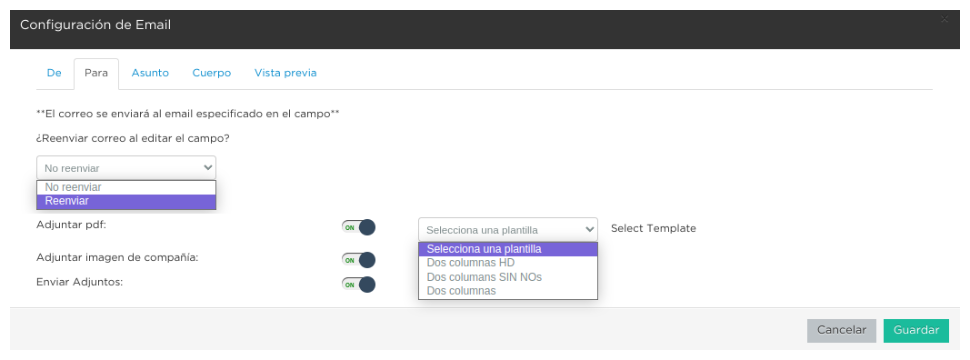 Configuración de Email
De Para Asunto Cuerpo Vista previa
**El correo se enviará al email especificado en el campo**
¿Reenviar correo al editar el campo?
No reenviar
No reenviar
Reenviar
Adjuntar pdf: ON Selecciona una plantilla Select Template
Selecciona una plantilla
Dos columnas HD
Dos columans SIN NOs
Dos columnas
Adjuntar imagen de compañía: ON
Enviar Adjuntos: ON
Cancelar Guardar